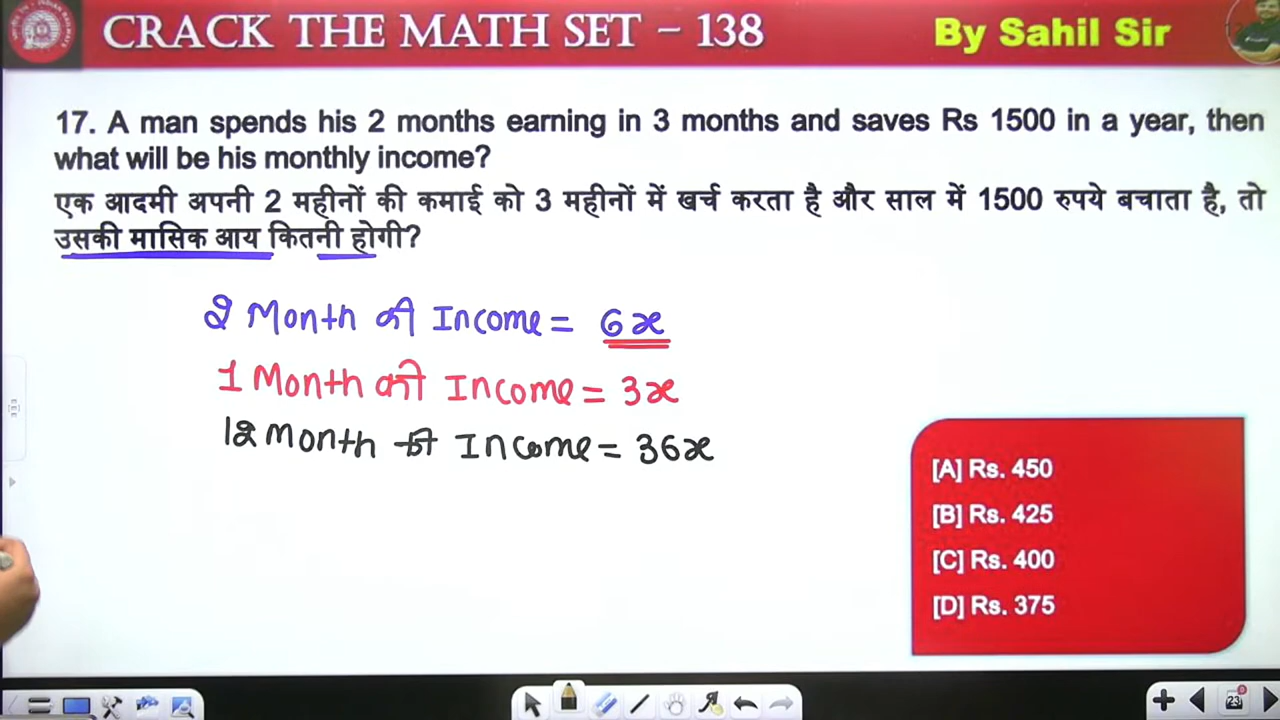 CRACK THE MATH SET – 138
By Sahil Sir
17. A man spends his 2 months earning in 3 months and saves Rs 1500 in a year, then
what will be his monthly income?
एक आदमी अपनी 2 महीनों की कमाई को 3 महीनों में खर्च करता है और साल में 1500 रुपये बचाता है, तो
उसकी मासिक आय कितनी होगी?
2 Month की Income = 6x
1 Month की Income = 3x
12 Month की Income = 36x
[A] Rs. 450
[B] Rs. 425
[C] Rs. 400
[D] Rs. 375
23